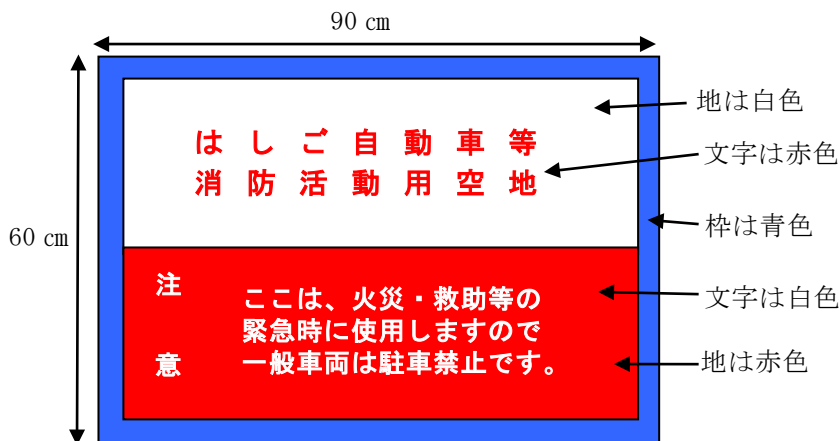 90 ㎝
地は白色
はしご自動車等
文字は赤色
消防活動用空地
枠は青色
60 ㎝
注意
ここは、火災・救助等の
文字は白色
緊急時に使用しますので
一般車両は駐車禁止です。
地は赤色